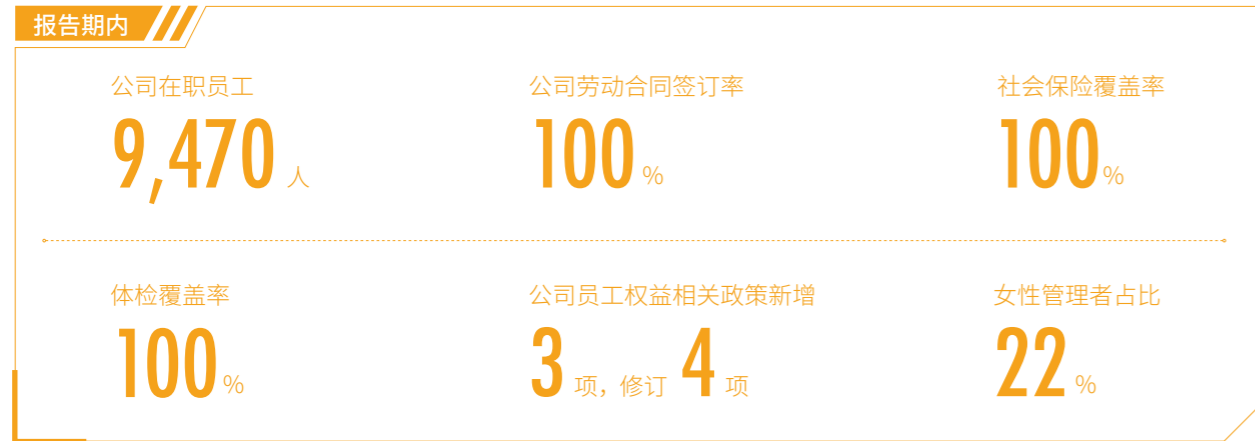 报告期内
公司在职员工
9,470 人
公司劳动合同签订率
100 %
社会保险覆盖率
100 %
体检覆盖率
100 %
公司员工权益相关政策新增
3 项，修订 4 项
女性管理者占比
22 %